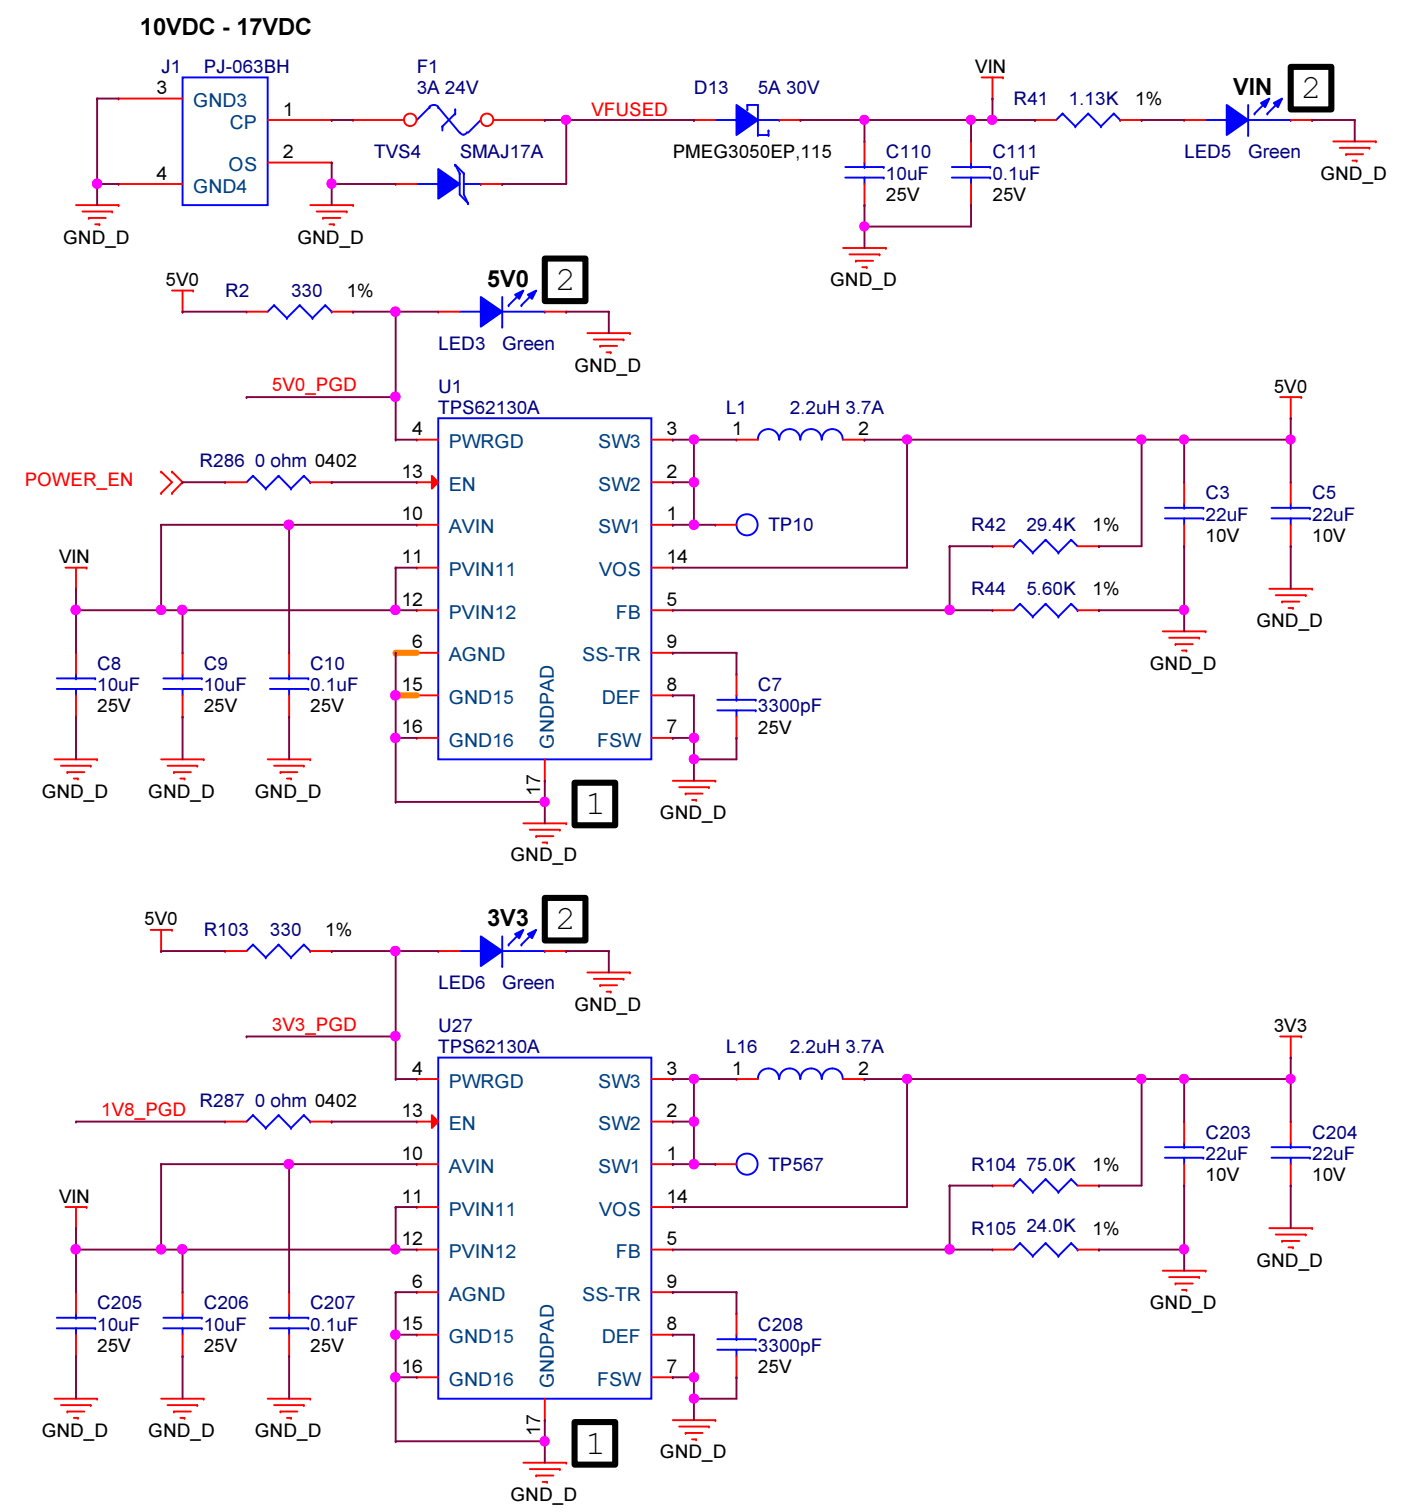 10VDC - 17VDC
J1 PJ-063BH
F1
3A 24V
D13 5A 30V
VIN
VIN 2
3 GND3
CP 1
OS 2
4 GND4
VFUSED
R41 1.13K 1%
TVS4 SMAJ17A
PMEG3050EP,115
C110
10uF
25V
C111
0.1uF
25V
LED5 Green
GND_D
GND_D
GND_D
GND_D
5V0
R2 330 1%
5V0 2
LED3 Green
GND_D
5V0_PGD
U1
TPS62130A
L1 2.2uH 3.7A
5V0
4 PWRGD SW3 3
1 2
POWER_EN
R286 0 ohm 0402
13 EN SW2 2
10 AVIN SW1 1
TP10
VIN
11 PVIN11 VOS 14
12 PVIN12 FB 5
6 AGND SS-TR 9
15 GND15 DEF 8
16 GND16 FSW 7
GNDPAD
17
R42 29.4K 1%
R44 5.60K 1%
C3
22uF
10V
C5
22uF
10V
GND_D
GND_D
C8
10uF
25V
C9
10uF
25V
C10
0.1uF
25V
C7
3300pF
25V
GND_D
GND_D
GND_D
GND_D
1
GND_D
5V0
R103 330 1%
3V3 2
LED6 Green
GND_D
3V3_PGD
U27
TPS62130A
L16 2.2uH 3.7A
3V3
4 PWRGD SW3 3
1 2
1V8_PGD
R287 0 ohm 0402
13 EN SW2 2
10 AVIN SW1 1
TP567
VIN
11 PVIN11 VOS 14
12 PVIN12 FB 5
6 AGND SS-TR 9
15 GND15 DEF 8
16 GND16 FSW 7
GNDPAD
17
R104 75.0K 1%
R105 24.0K 1%
C203
22uF
10V
C204
22uF
10V
GND_D
GND_D
C205
10uF
25V
C206
10uF
25V
C207
0.1uF
25V
C208
3300pF
25V
GND_D
GND_D
GND_D
GND_D
1
GND_D